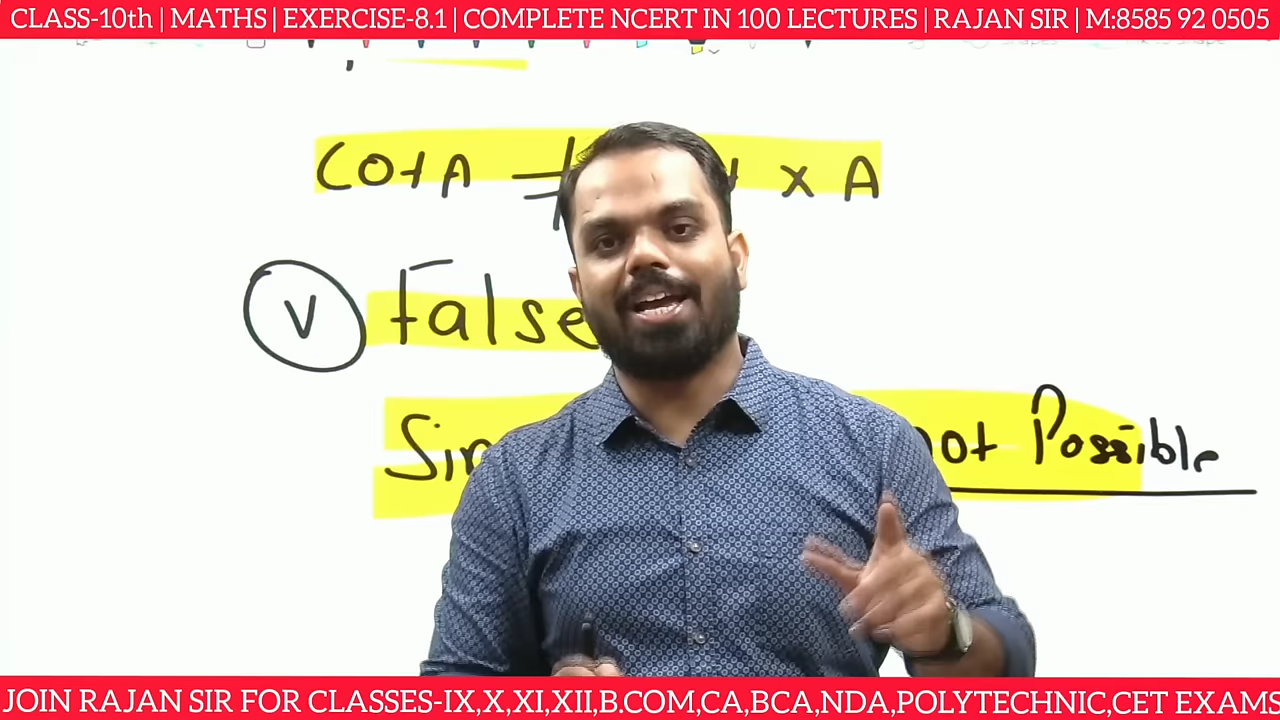 CLASS-10th | MATHS | EXERCISE-8.1 | COMPLETE NCERT IN 100 LECTURES | RAJAN SIR | M:8585 92 0505
CotA ≠ x A
V False
not Possible
JOIN RAJAN SIR FOR CLASSES-IX,X,XI,XII,B.COM,CA,BCA,NDA,POLYTECHNIC,CET EXAMS